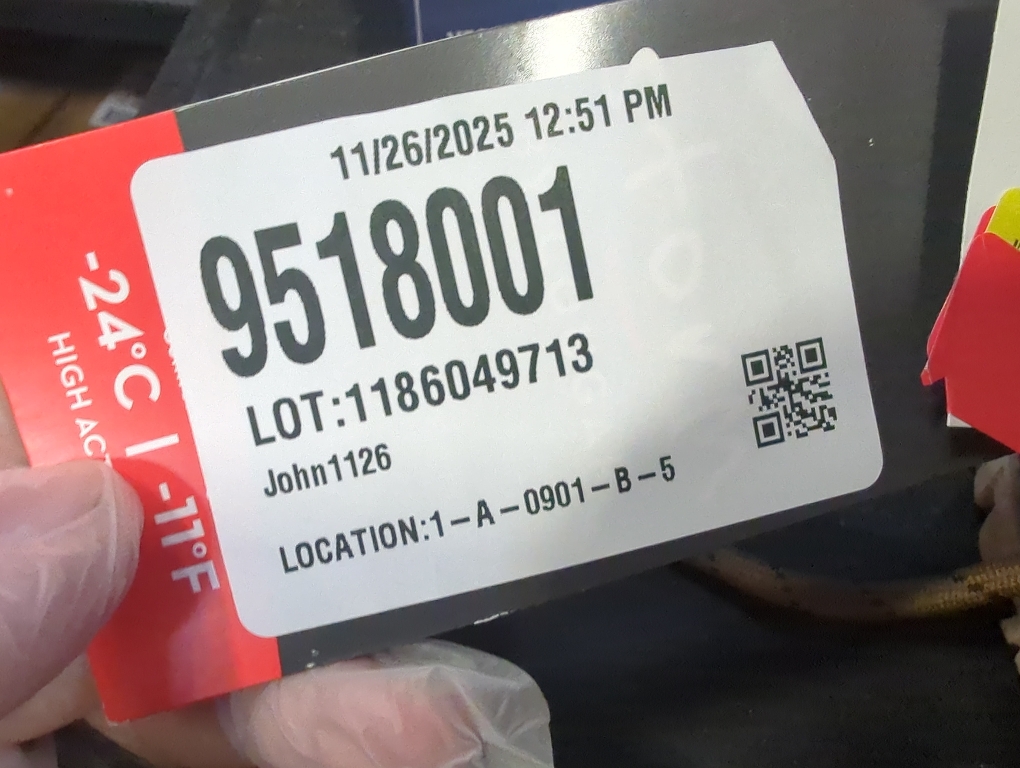 11/26/2025 12:51 PM
9518001
LOT:1186049713
John1126
LOCATION:1-A-0901-B-5
-24°C | -11°F
HIGH